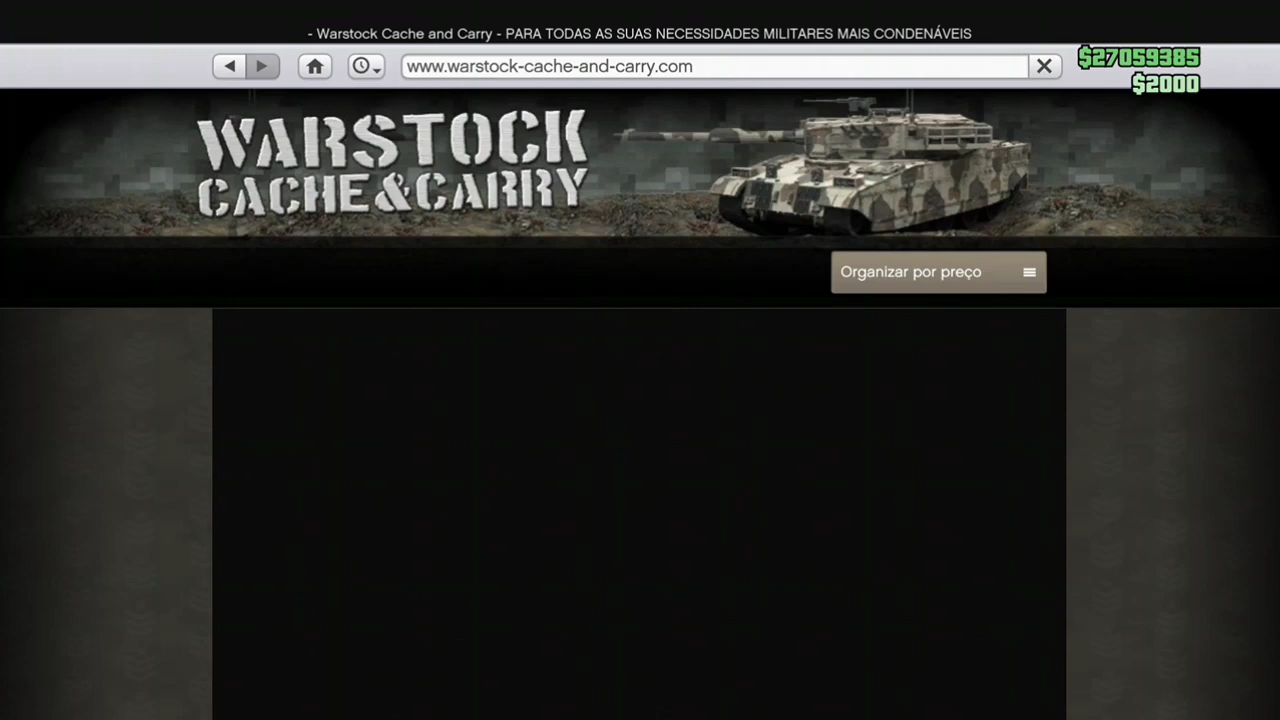 - Warstock Cache and Carry - PARA TODAS AS SUAS NECESSIDADES MILITARES MAIS CONDENÁVEIS
www.warstock-cache-and-carry.com
$27059385
$2000
WARSTOCK
CACHE&CARRY
Organizar por preço